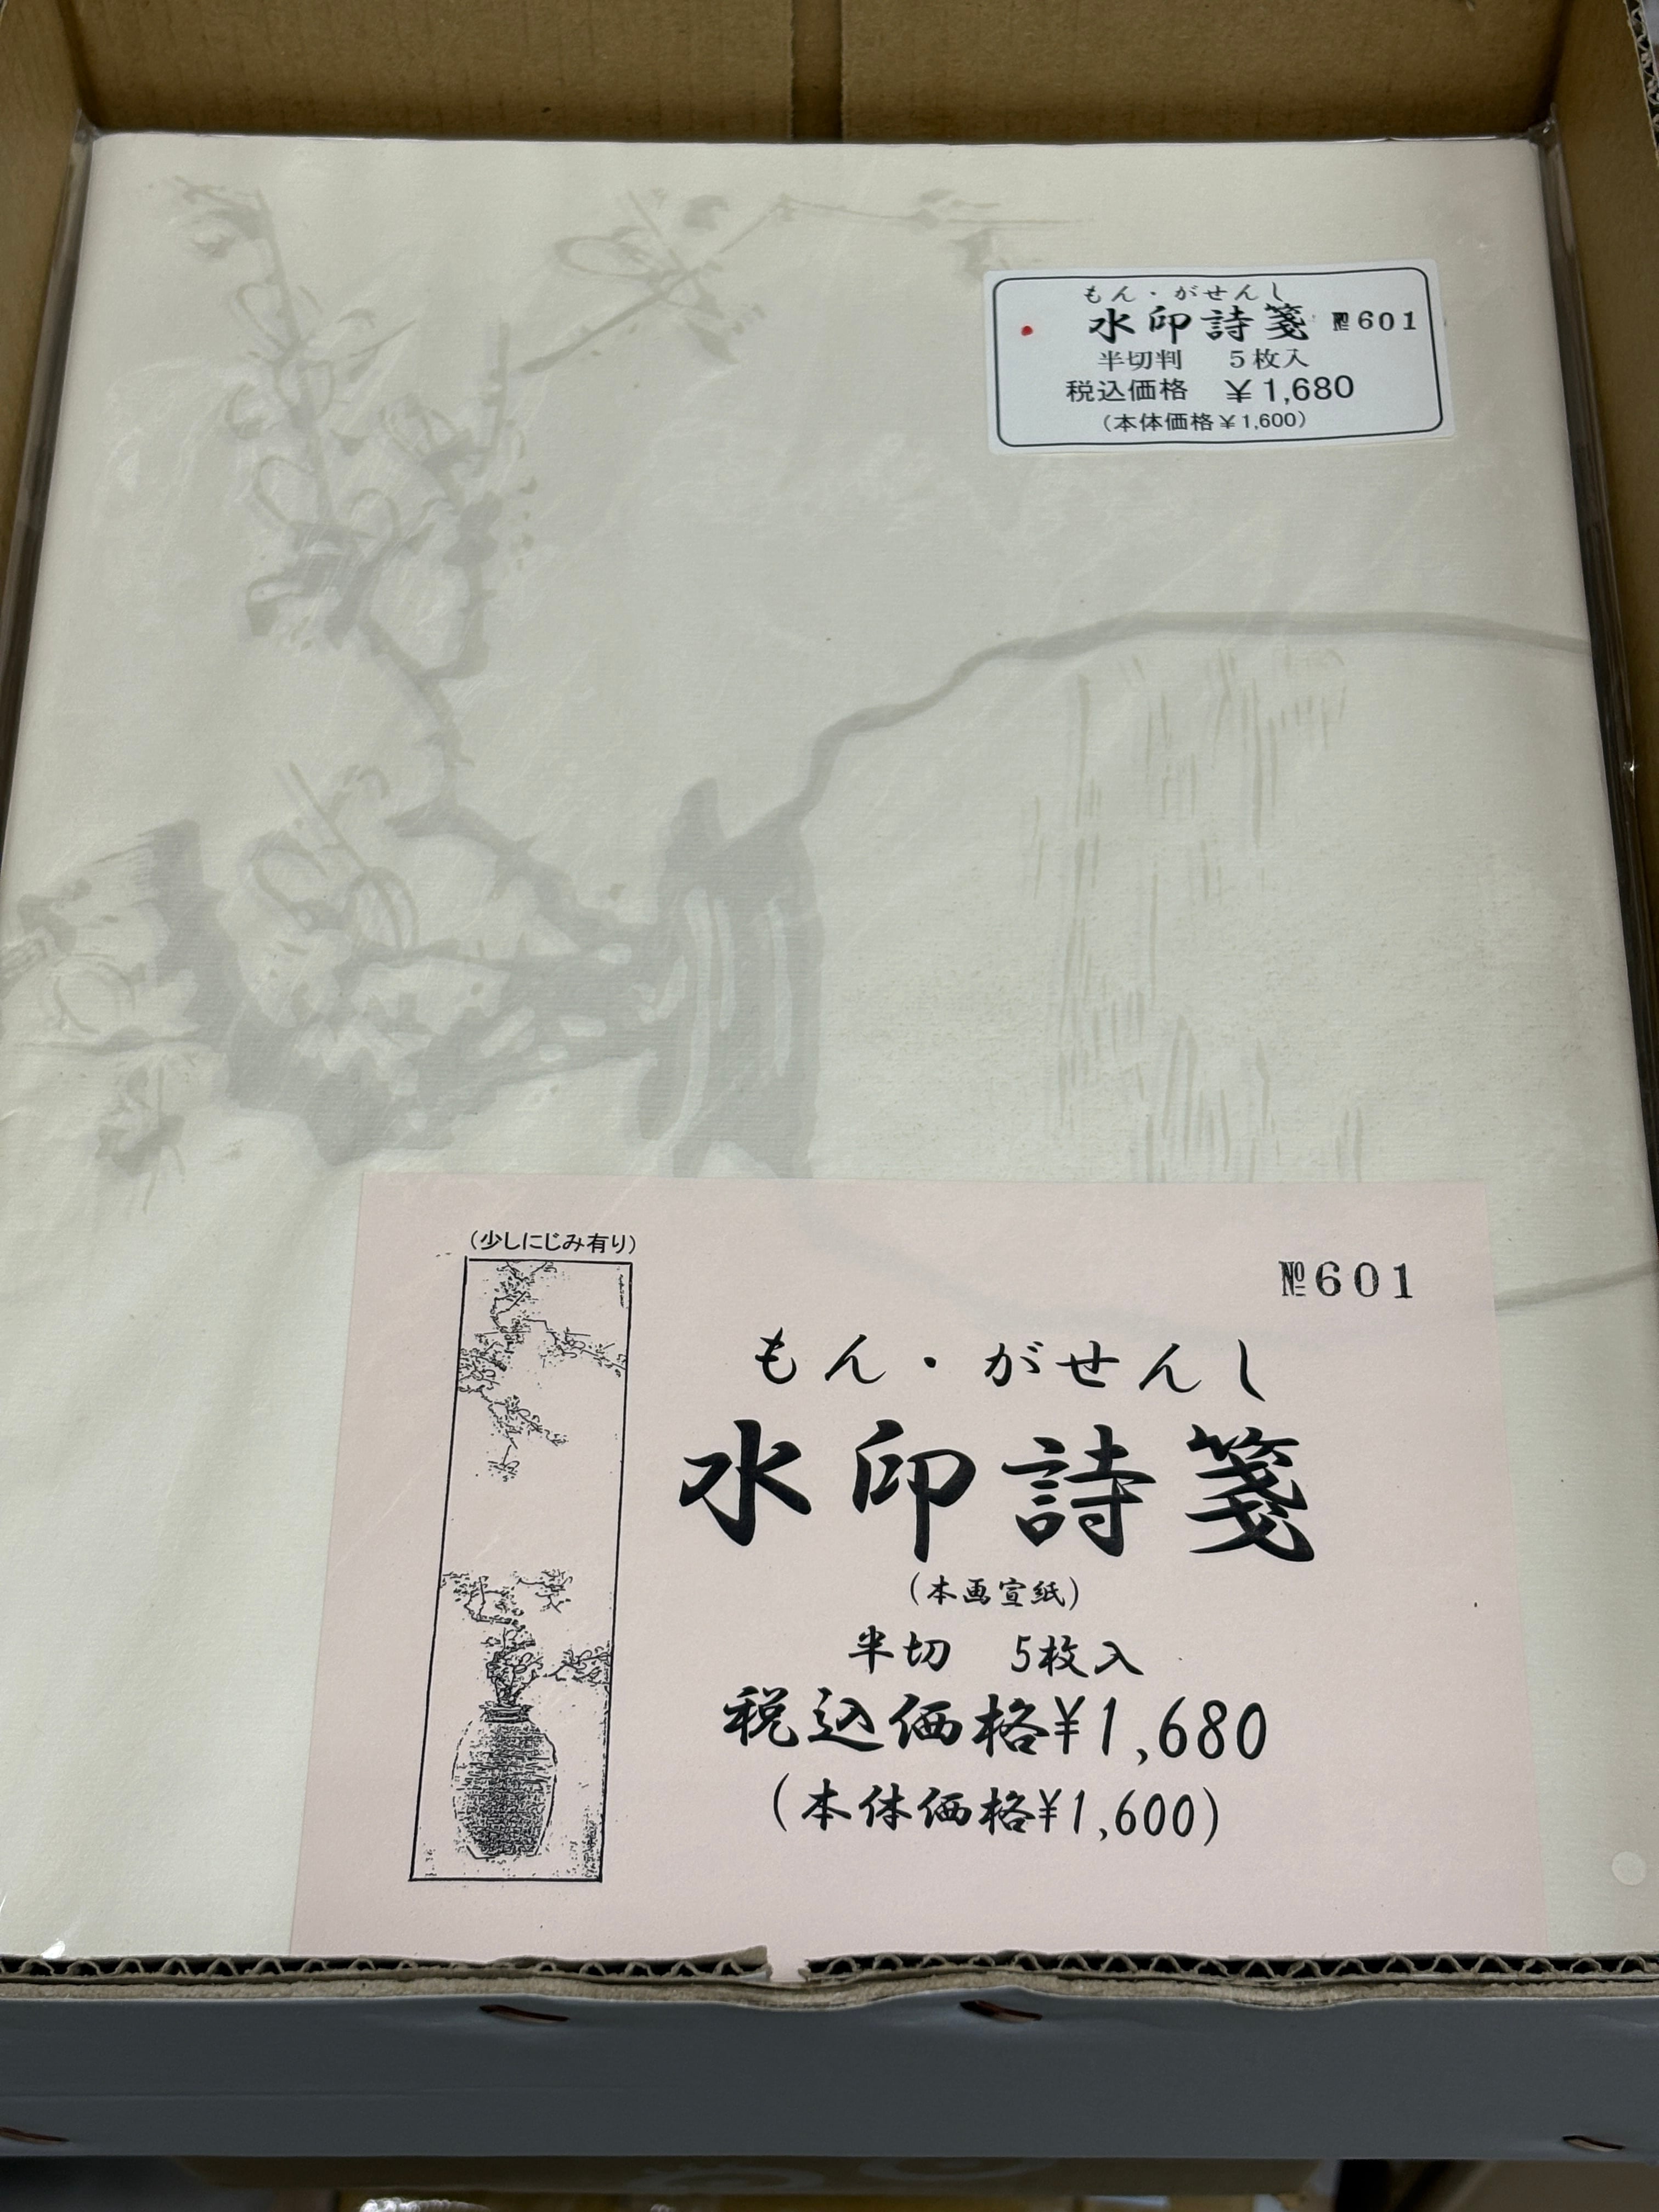 もん・がせんし
水印詩箋 №601
半切判 5枚入
税込価格 ¥1,680
(本体価格¥1,600)
(少しにじみ有り)
№601
もん・がせんし
水印詩箋
(本画宣紙)
半切 5枚入
税込価格¥1,680
(本体価格¥1,600)